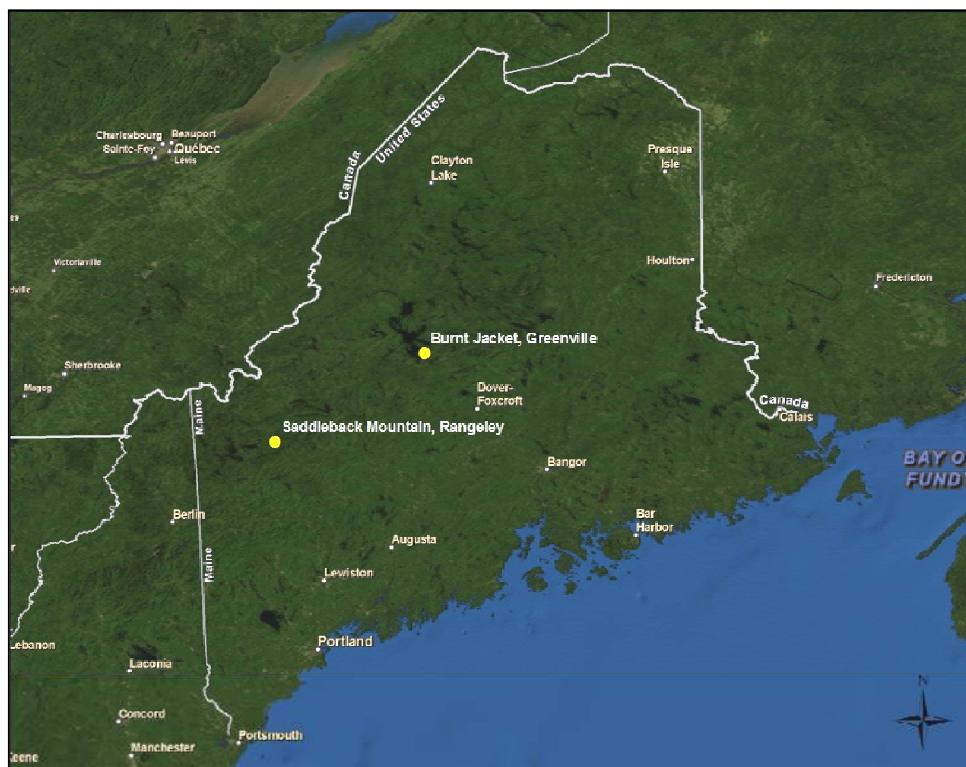 Charlesbourg
Beauport
Sainte-Foy
Québec
Levis
Canada
United States
Clayton
Lake
Presque
Isle
Victoriaville
Houlton
Fredericton
Burnt Jacket, Greenville
Sherbrooke
Magog
Dover-
Foxcroft
Canada
Calais
Maine
Saddleback Mountain, Rangeley
Bangor
BAY O
FUND
Berlin
Bar
Harbor
Augusta
Maine
Lewiston
Lebanon
Portland
Laconia
N
Concord
Portsmouth
Manchester